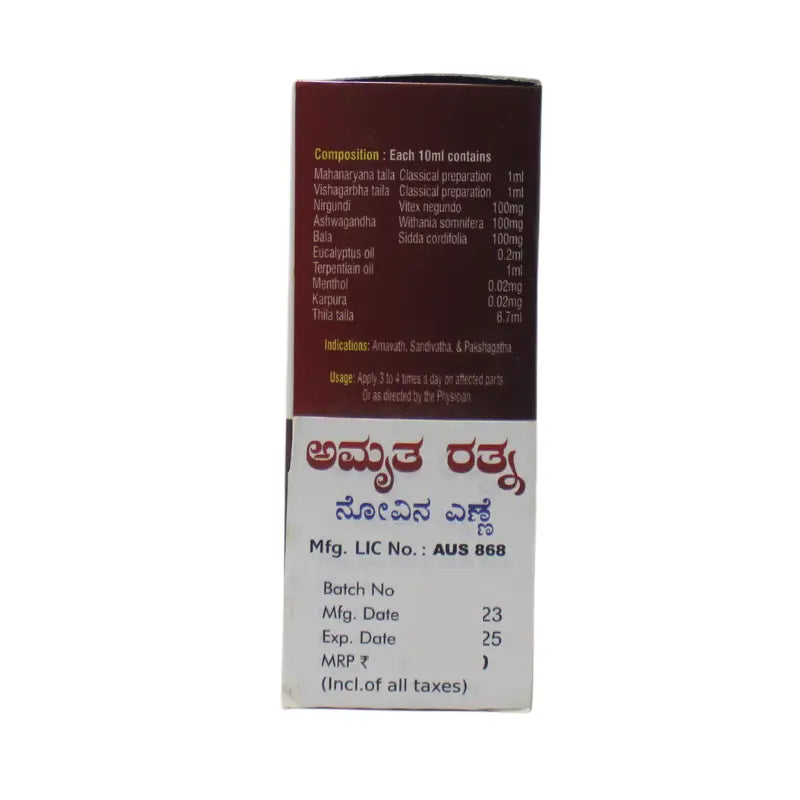 Composition : Each 10ml contains
Mahanaryana taila Classical preparation 1ml
Vishagarbha taila Classical preparation 1ml
Nirgundi Vitex negundo 100mg
Ashwagandha Withania somnifera 100mg
Bala Sidda cordifolia 100mg
Eucalyptus oil 0.2ml
Terpentiain oil 1ml
Menthol 0.02mg
Karpura 0.02mg
Thila taila 6.7ml
Indications: Amavath, Sandivatha, & Pakshagatha
Usage: Apply 3 to 4 times a day on affected parts
Or as directed by the Physician
ಅಮೃತ ರತ್ನ
ನೋವಿನ ಎಣ್ಣೆ
Mfg. LIC No. : AUS 868
Batch No
Mfg. Date 23
Exp. Date 25
MRP ₹
(Incl.of all taxes)